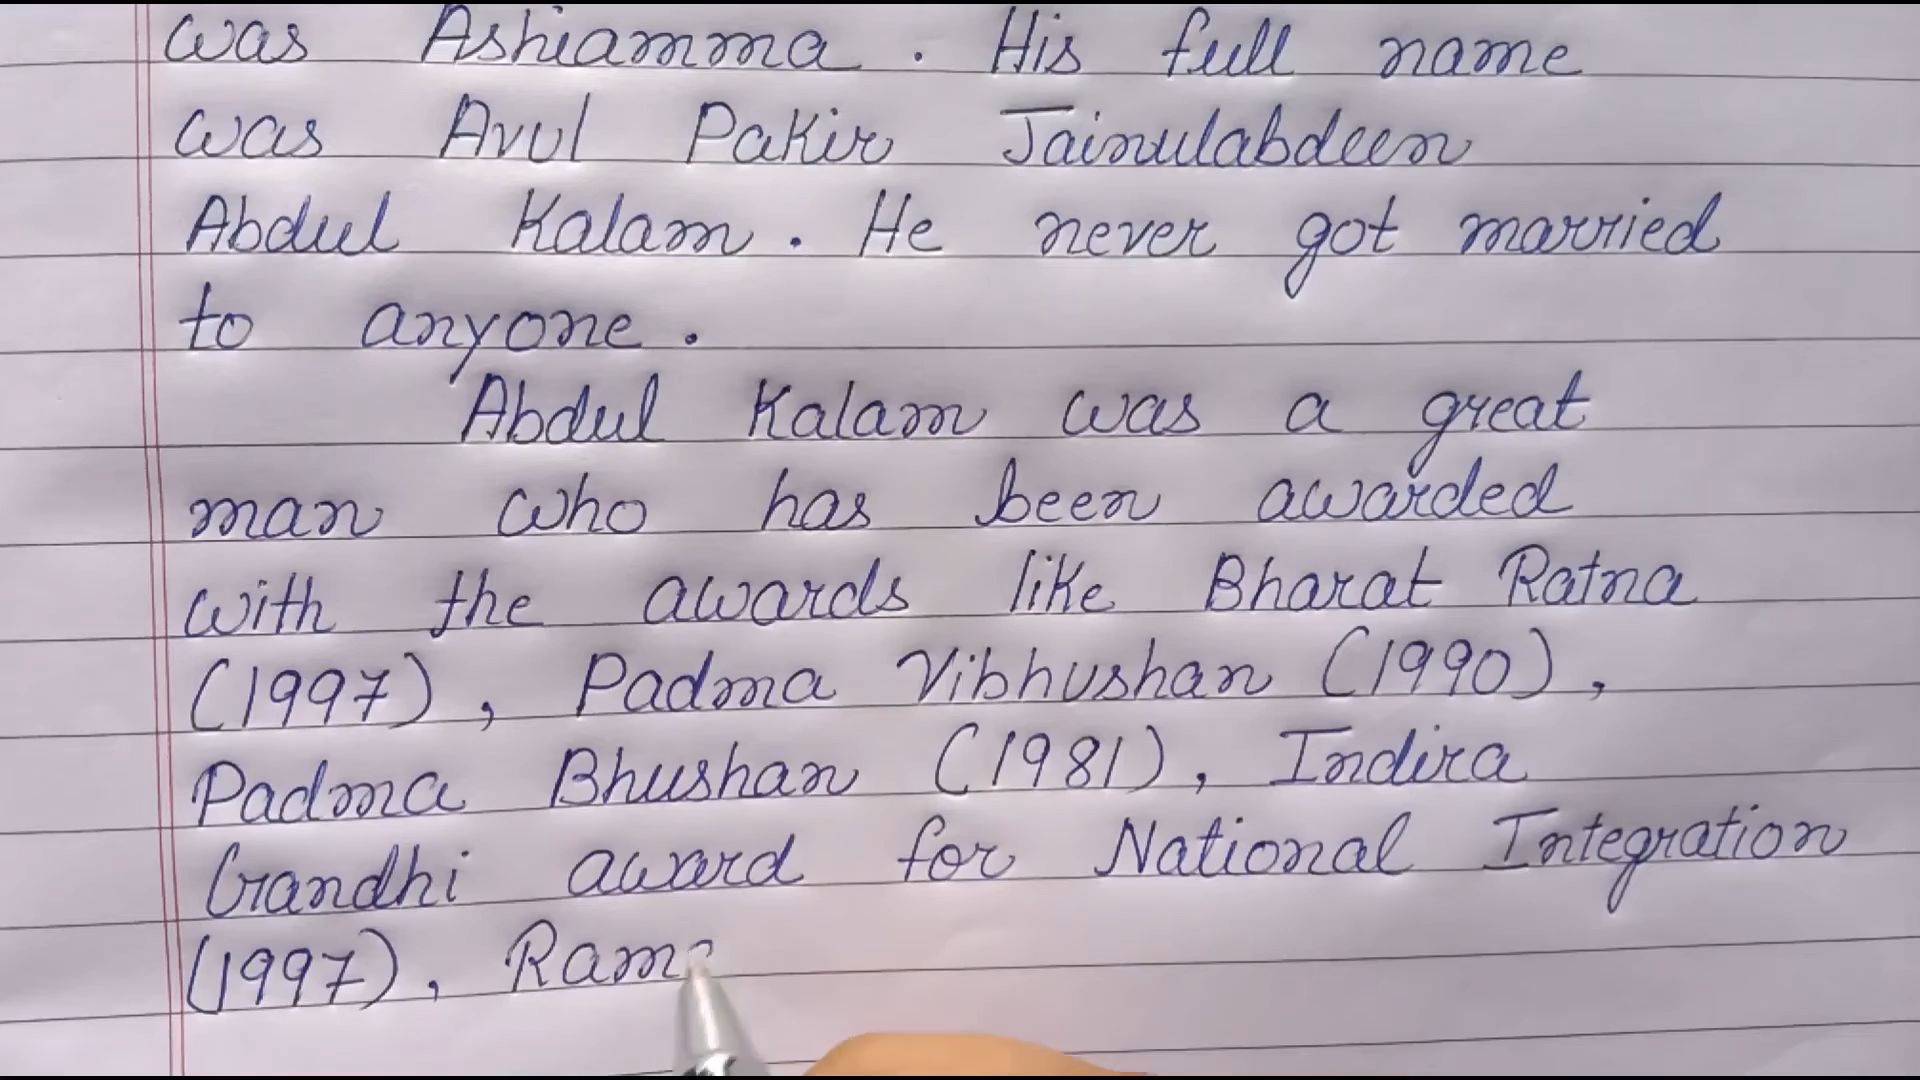 was Ashiamma. His full name
was Avul Pakir Jainulabdeen
Abdul Kalam. He never got married
to anyone.
Abdul Kalam was a great
man who has been awarded
with the awards like Bharat Ratna
(1997), Padma Vibhushan (1990),
Padma Bhushan (1981), Indira
Gandhi award for National Integration
(1997), Rama